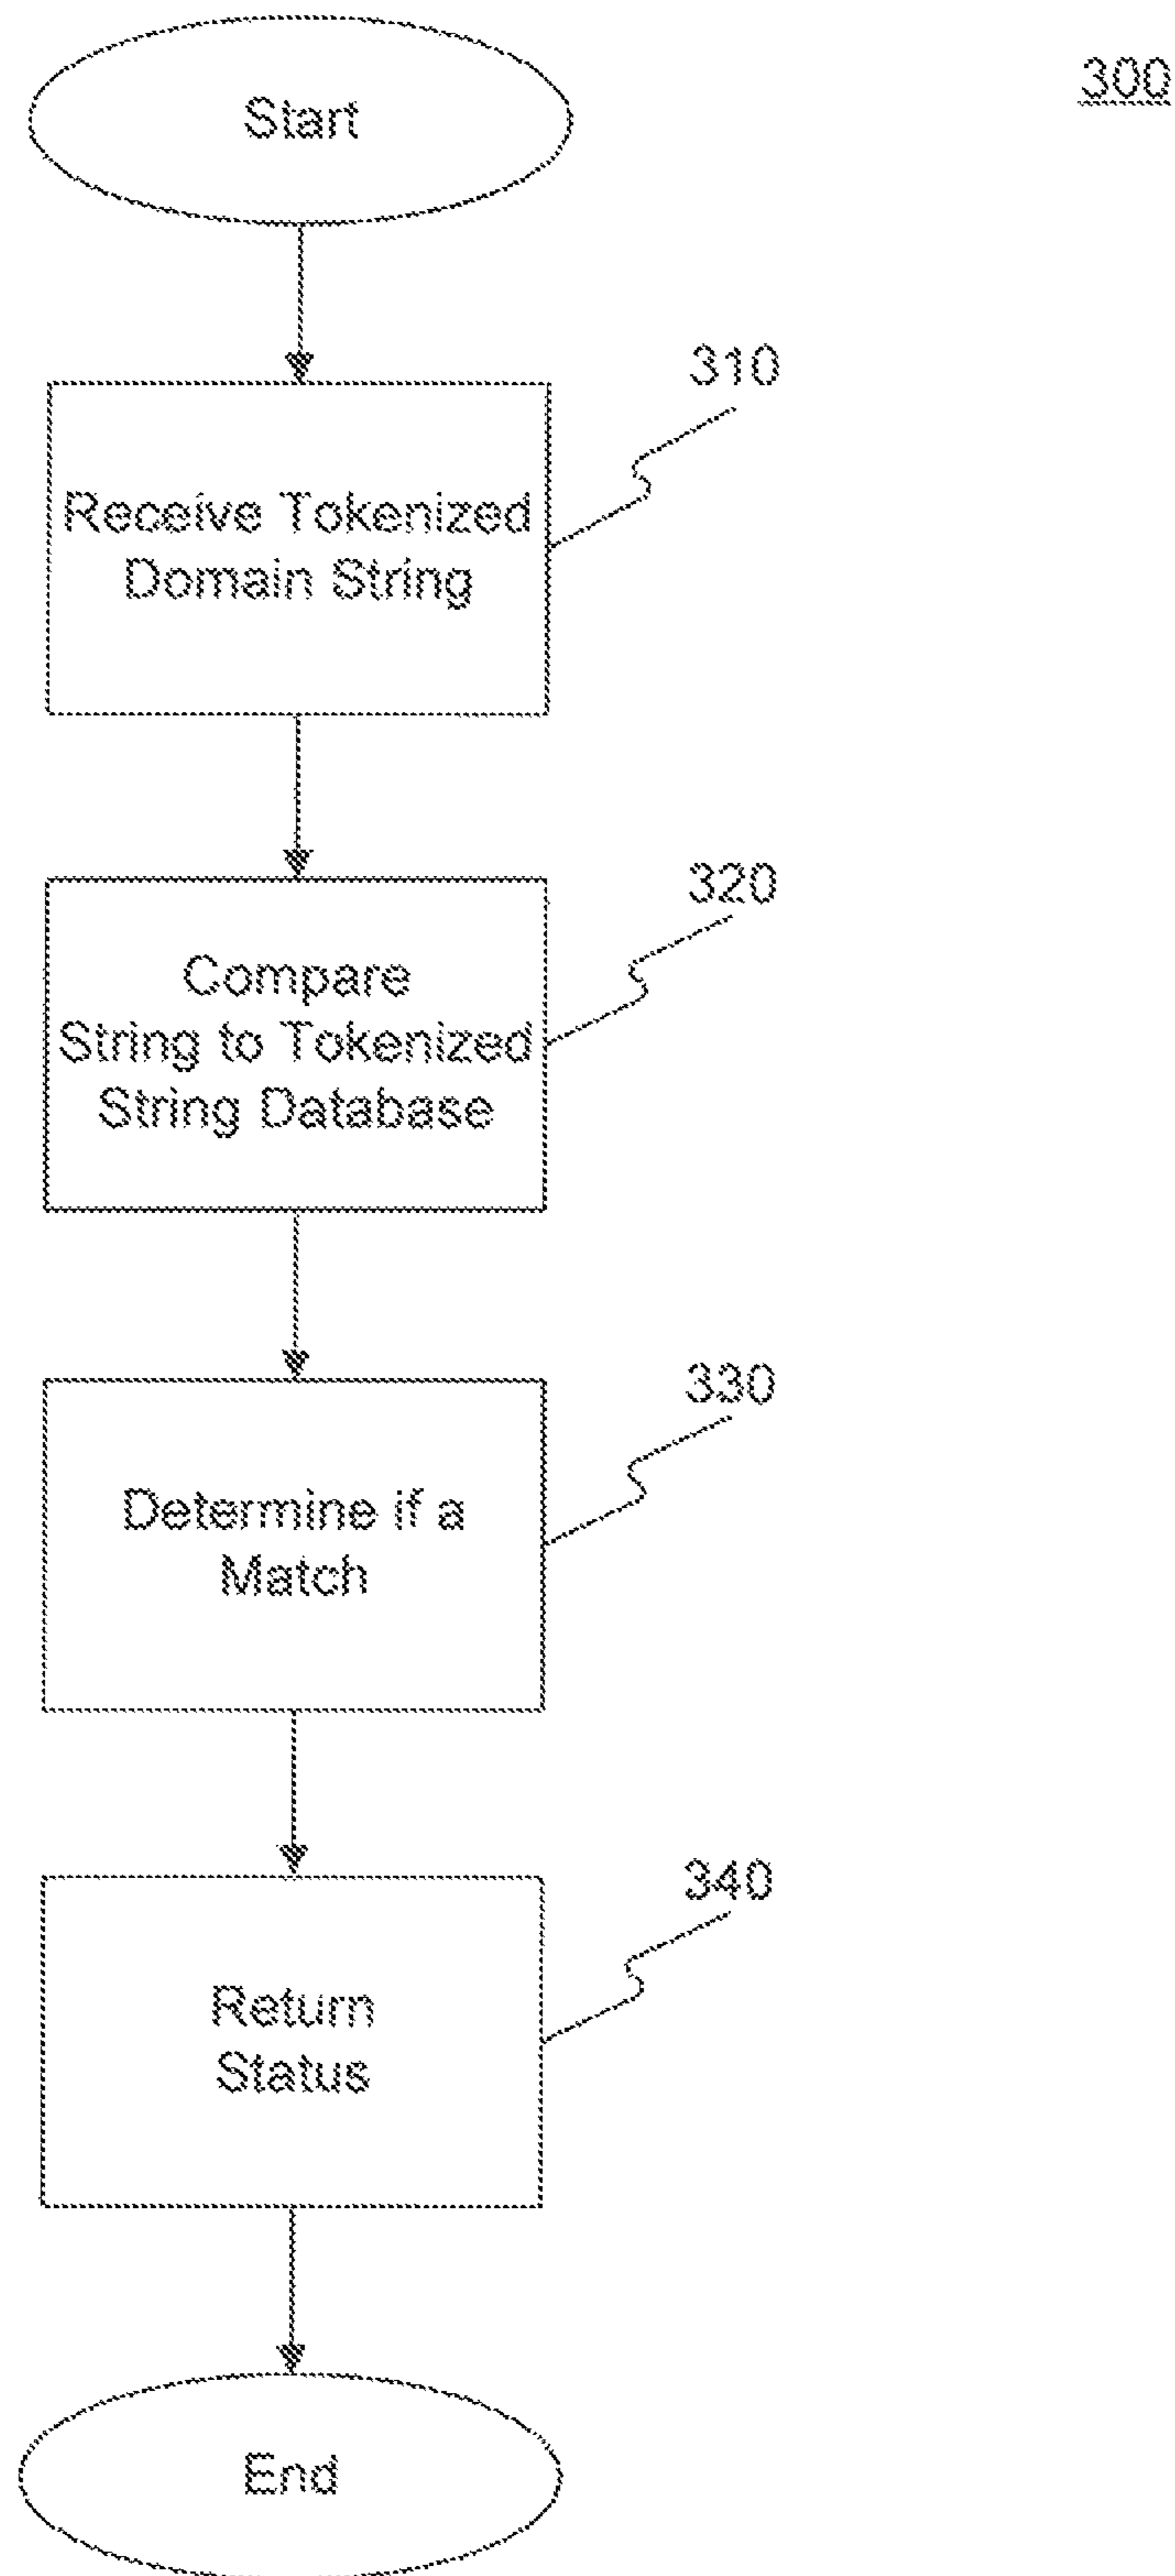 Start
300
310
Receive Tokenized
Domain String
320
Compare
String to Tokenized
String Database
330
Determine if a
Match
340
Return
Status
End